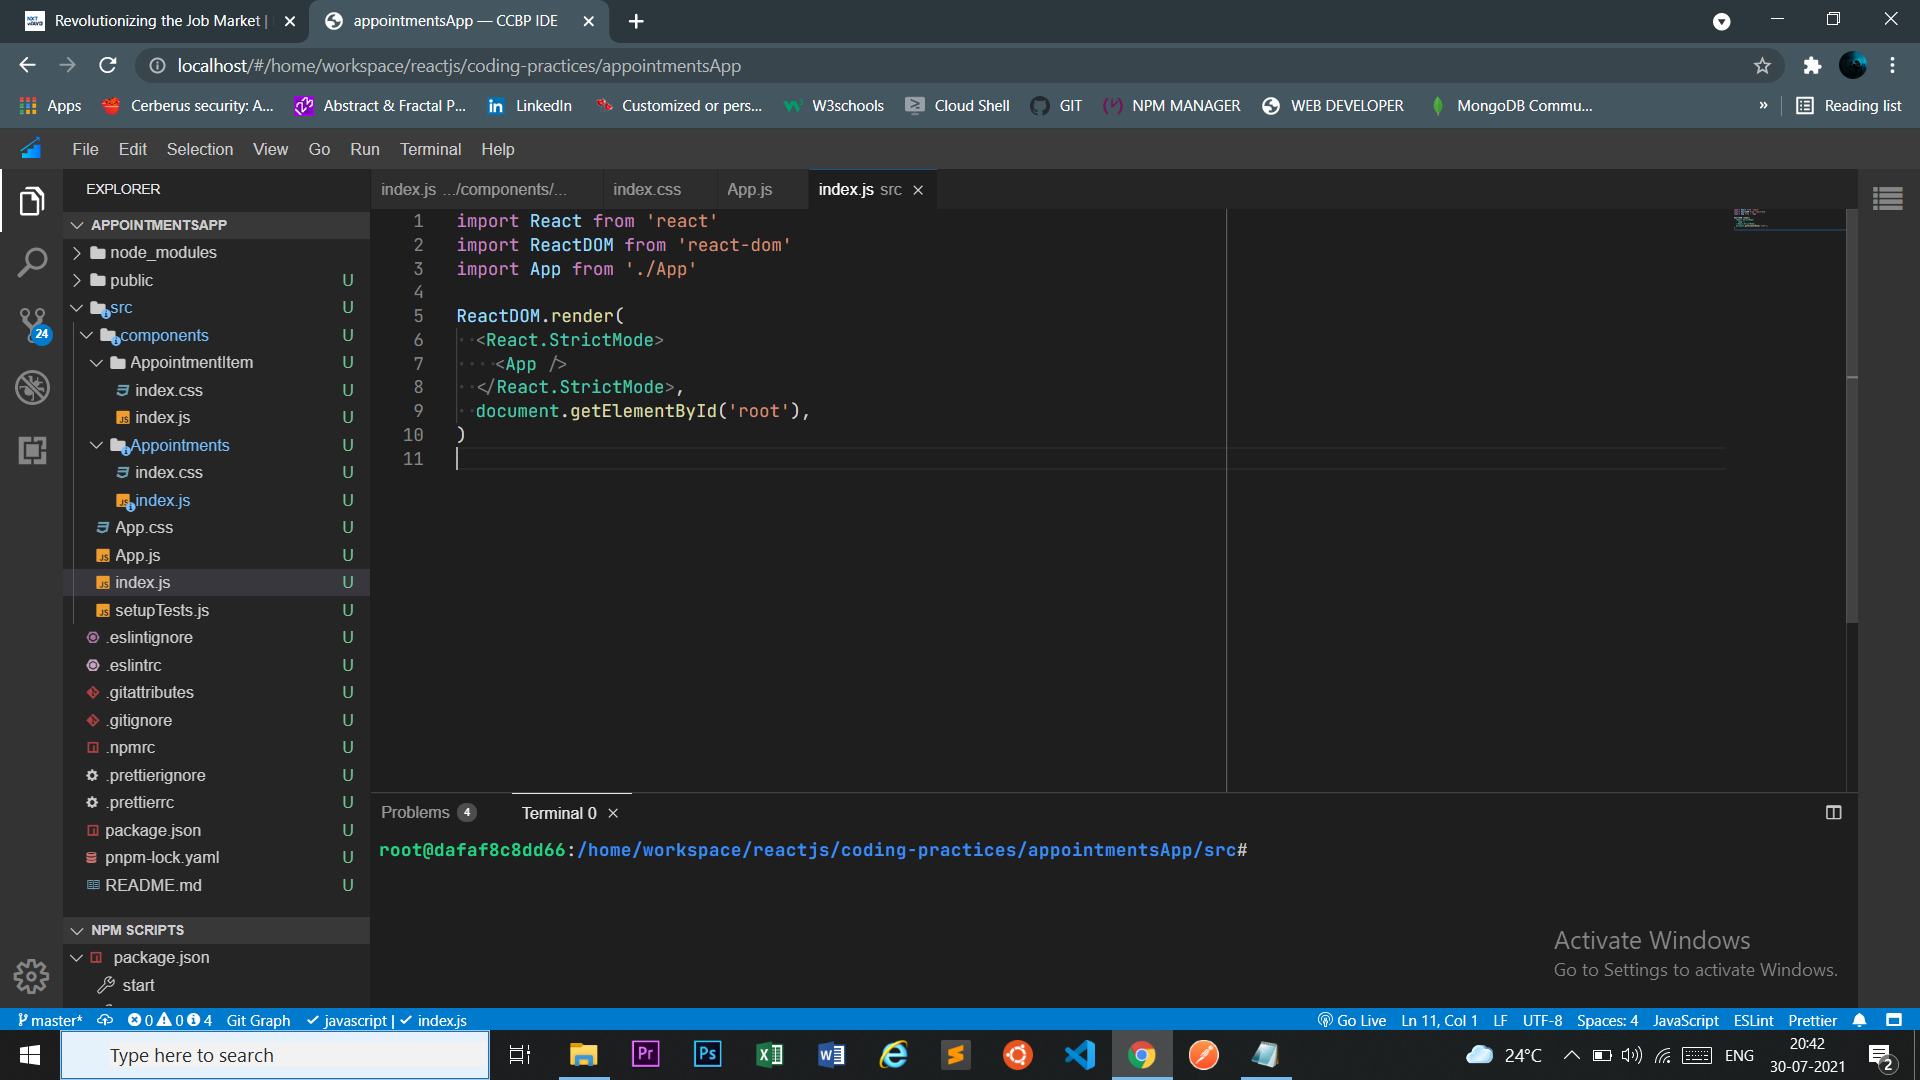 Revolutionizing the Job Market |
appointmentsApp — CCBP IDE
localhost/#/home/workspace/reactjs/coding-practices/appointmentsApp
Apps
Cerberus security: A...
Abstract & Fractal P...
LinkedIn
Customized or pers...
W3schools
Cloud Shell
GIT
NPM MANAGER
WEB DEVELOPER
MongoDB Commu...
»
Reading list
File Edit Selection View Go Run Terminal Help
EXPLORER
index.js .../components/...
index.css
App.js
index.js src
APPOINTMENTSAPP
node_modules
public U
src U
components U
AppointmentItem U
index.css U
index.js U
Appointments U
index.css U
index.js U
App.css U
App.js U
index.js U
setupTests.js U
.eslintignore U
.eslintrc U
.gitattributes U
.gitignore U
.npmrc U
.prettierignore U
.prettierrc U
package.json U
pnpm-lock.yaml U
README.md U
NPM SCRIPTS
package.json
start
24
1 import React from 'react'
2 import ReactDOM from 'react-dom'
3 import App from './App'
4
5 ReactDOM.render(
6 <React.StrictMode>
7 <App />
8 </React.StrictMode>,
9 document.getElementById('root'),
10 )
11
Problems 4
Terminal 0
root@dafaf8c8dd66:/home/workspace/reactjs/coding-practices/appointmentsApp/src#
Activate Windows
Go to Settings to activate Windows.
master* 0 0 4 Git Graph ✓ javascript | ✓ index.js
Go Live Ln 11, Col 1 LF UTF-8 Spaces: 4 JavaScript ESLint Prettier
Type here to search
Pr
Ps
24°C
ENG
20:42
30-07-2021
2